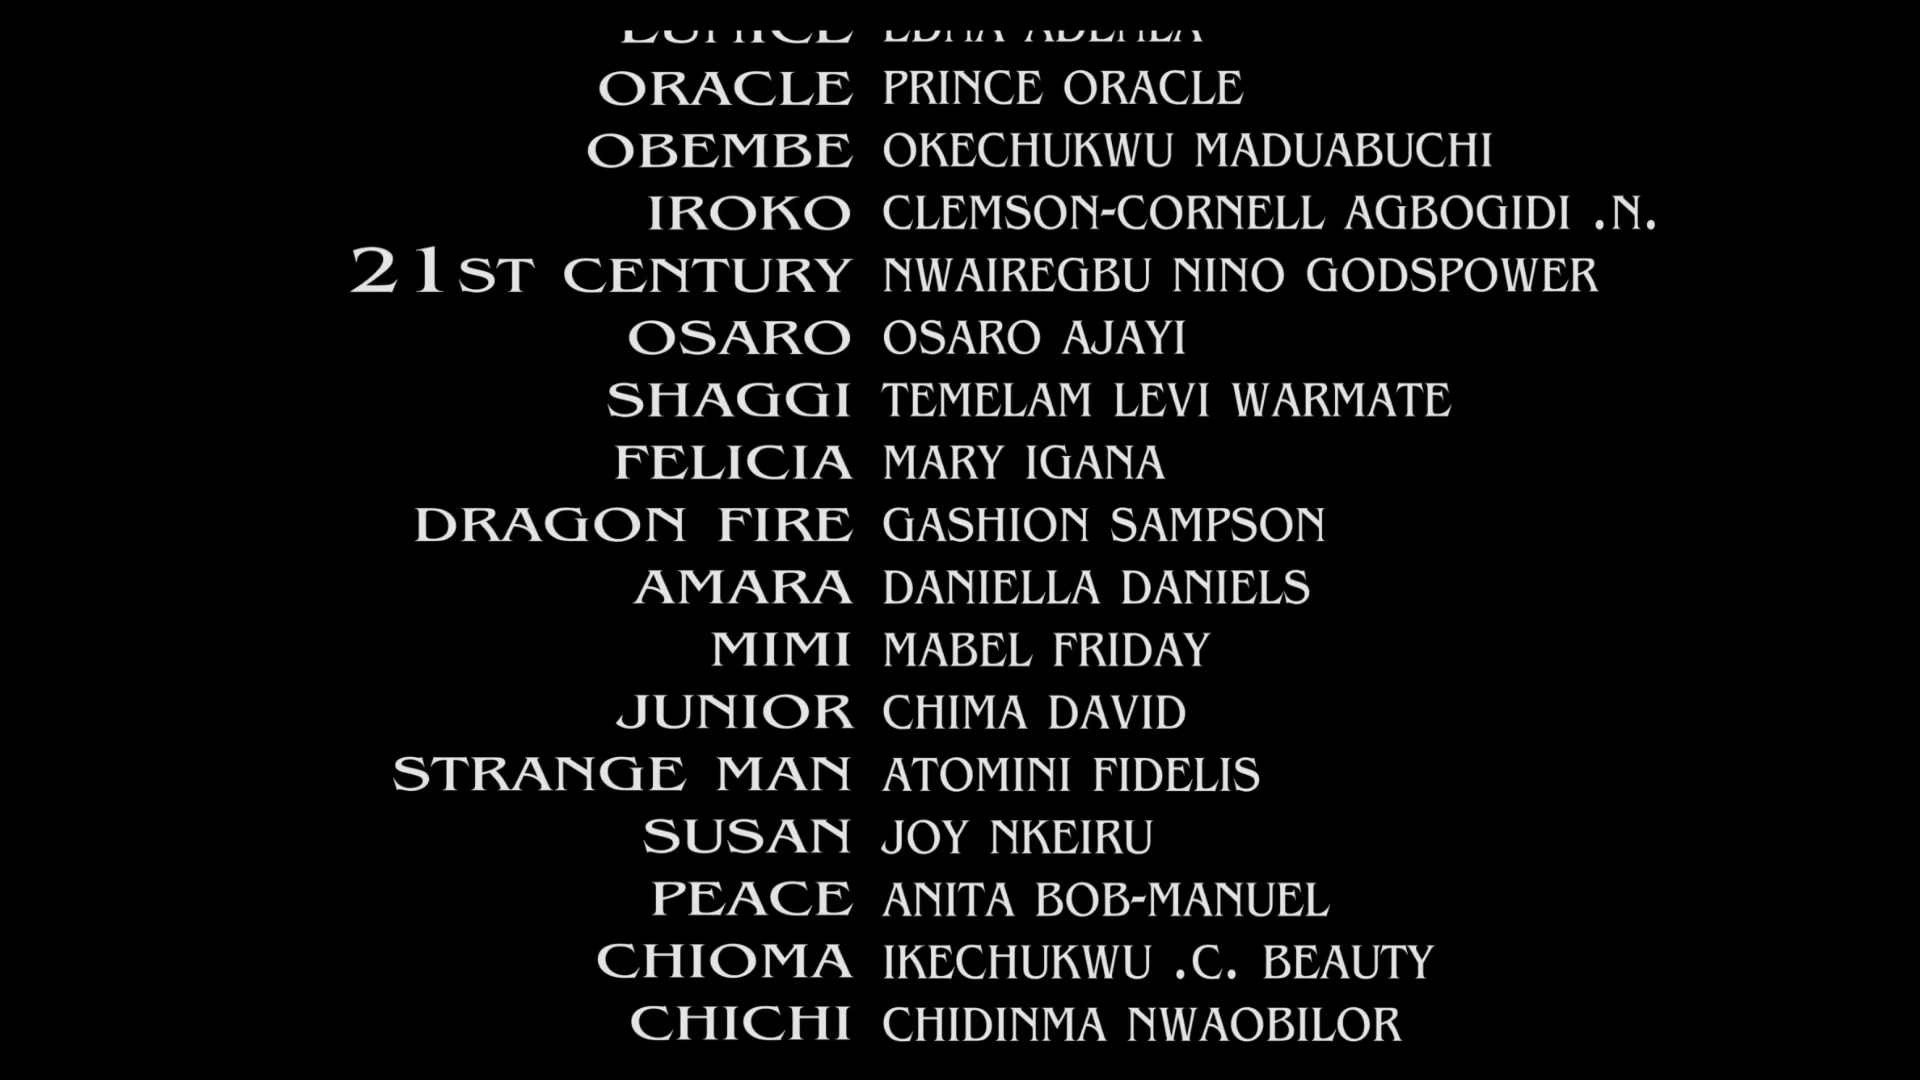 ORACLE PRINCE ORACLE
OBEMBE OKECHUKWU MADUABUCHI
IROKO CLEMSON-CORNELL AGBOGIDI .N.
21ST CENTURY NWAIREGBU NINO GODSPOWER
OSARO OSARO AJAYI
SHAGGI TEMELAM LEVI WARMATE
FELICIA MARY IGANA
DRAGON FIRE GASHION SAMPSON
AMARA DANIELLA DANIELS
MIMI MABEL FRIDAY
JUNIOR CHIMA DAVID
STRANGE MAN ATOMINI FIDELIS
SUSAN JOY NKEIRU
PEACE ANITA BOB-MANUEL
CHIOMA IKECHUKWU .C. BEAUTY
CHICHI CHIDINMA NWAOBILOR